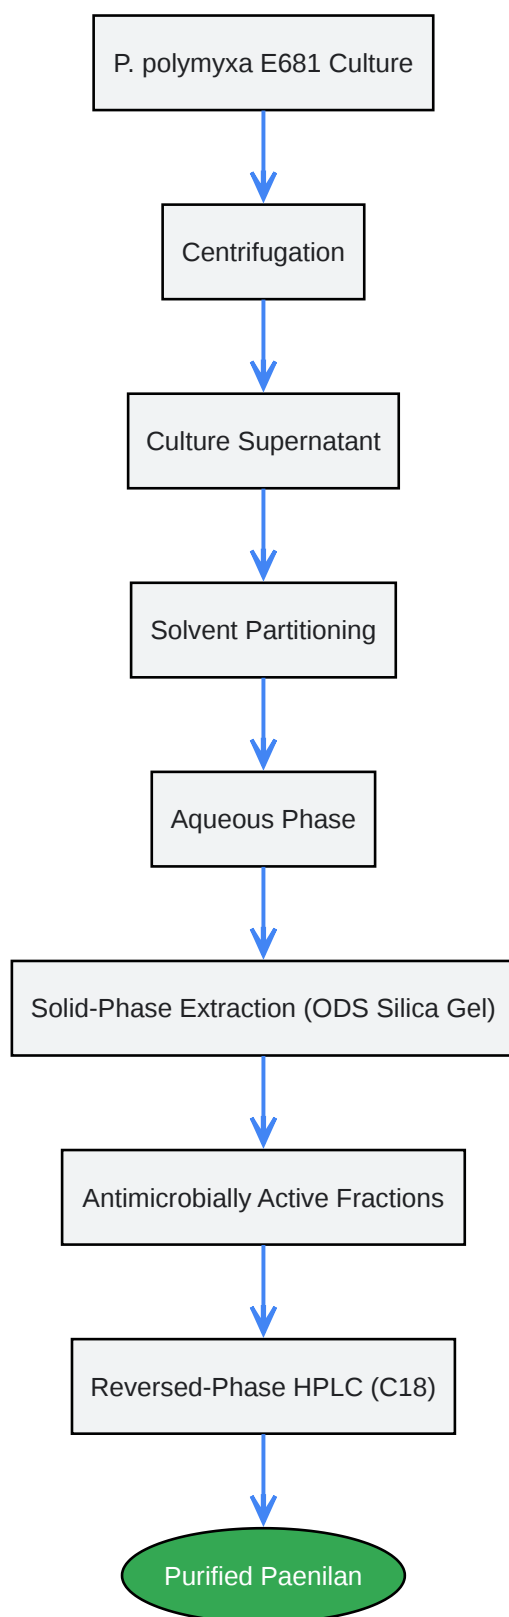 P. polymyxa E681 Culture
Centrifugation
Culture Supernatant
Solvent Partitioning
Aqueous Phase
Solid-Phase Extraction (ODS Silica Gel)
Antimicrobially Active Fractions
Reversed-Phase HPLC (C18)
Purified Paenilan